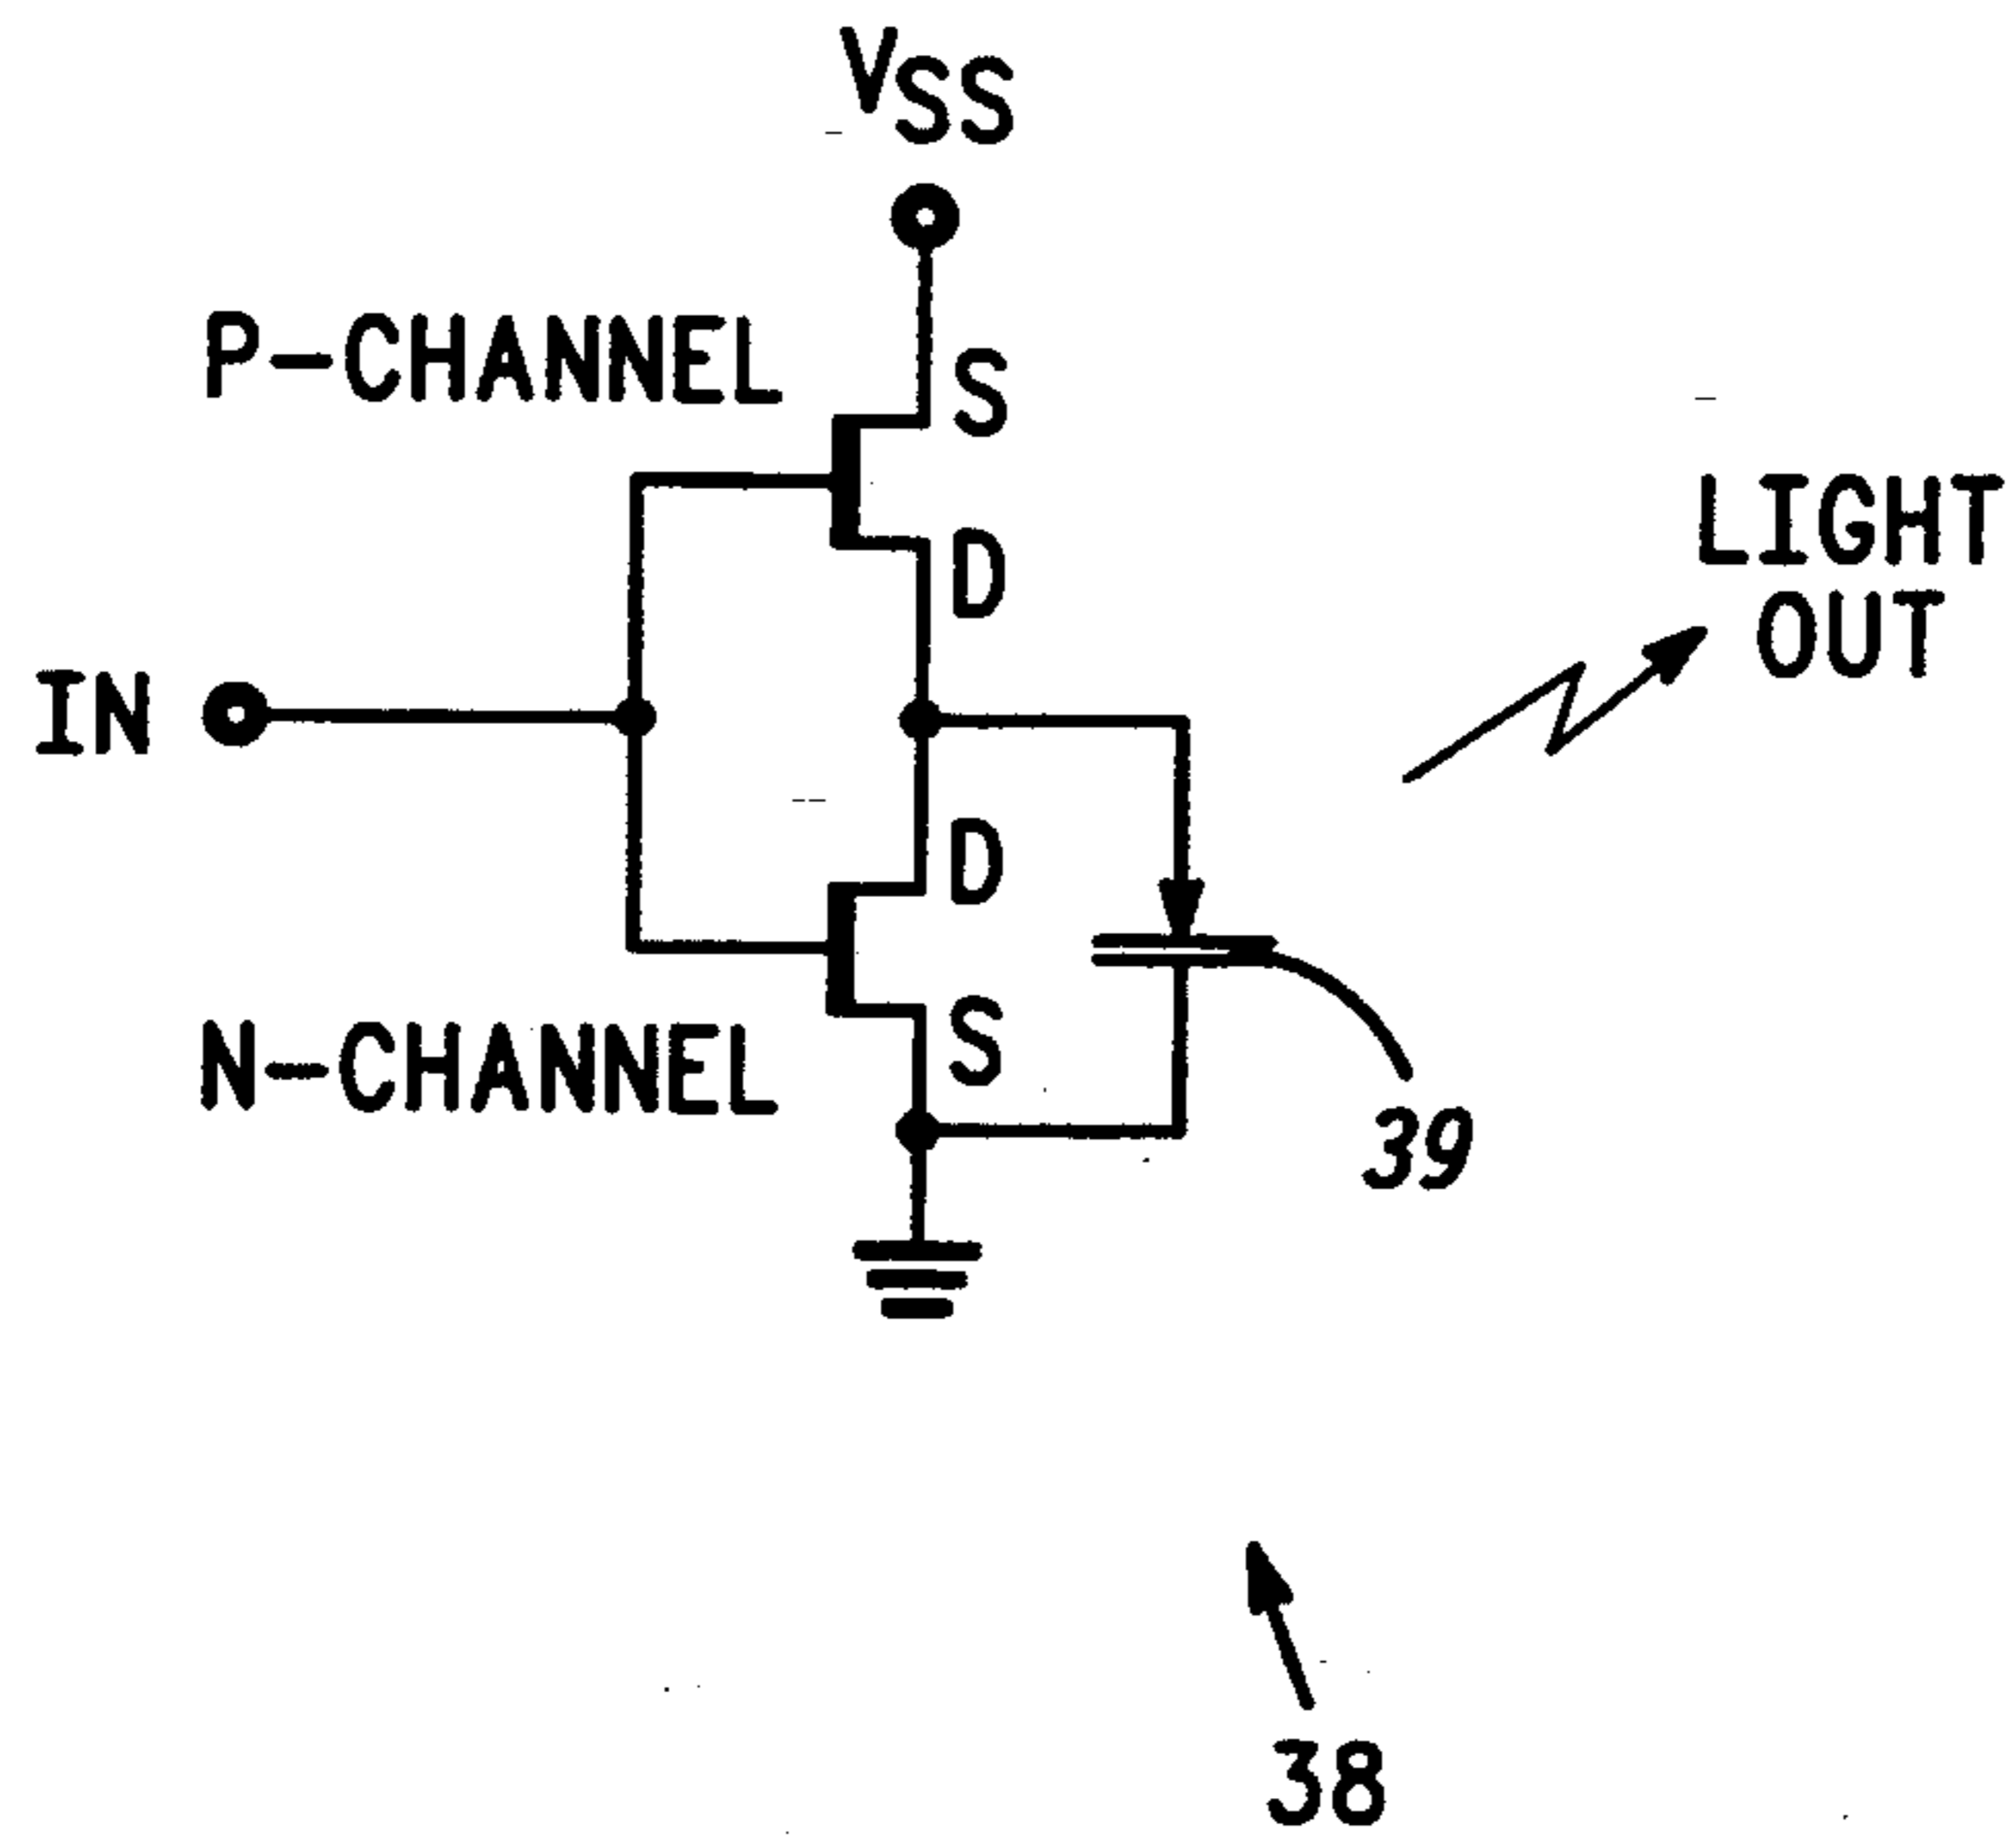 VSS
P-CHANNEL
S
D
LIGHT
OUT
IN
D
S
N-CHANNEL
39
38